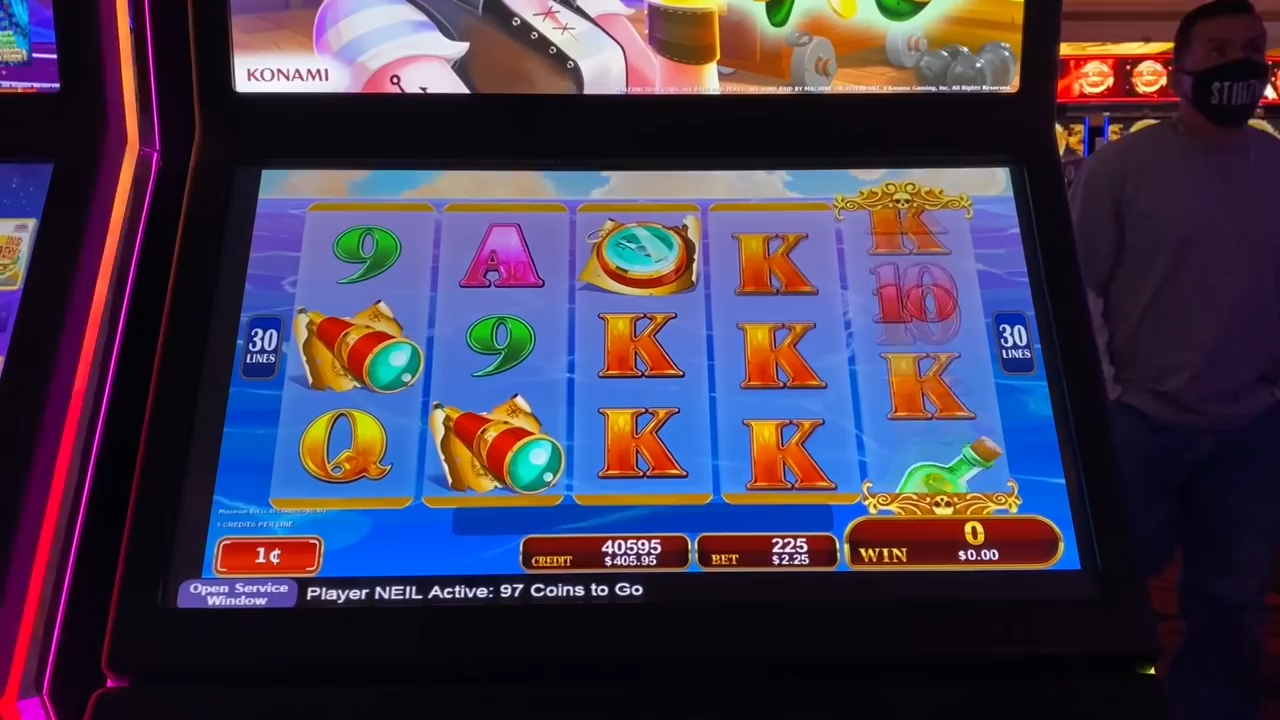 KONAMI
STIIIZY
9 A K K
30 LINES 9 K K 10 30 LINES
Q K K K
5 CREDITS PER LINE
1¢
CREDIT 40595 $405.95
BET 225 $2.25
WIN 0 $0.00
Open Service Window
Player NEIL Active: 97 Coins to Go